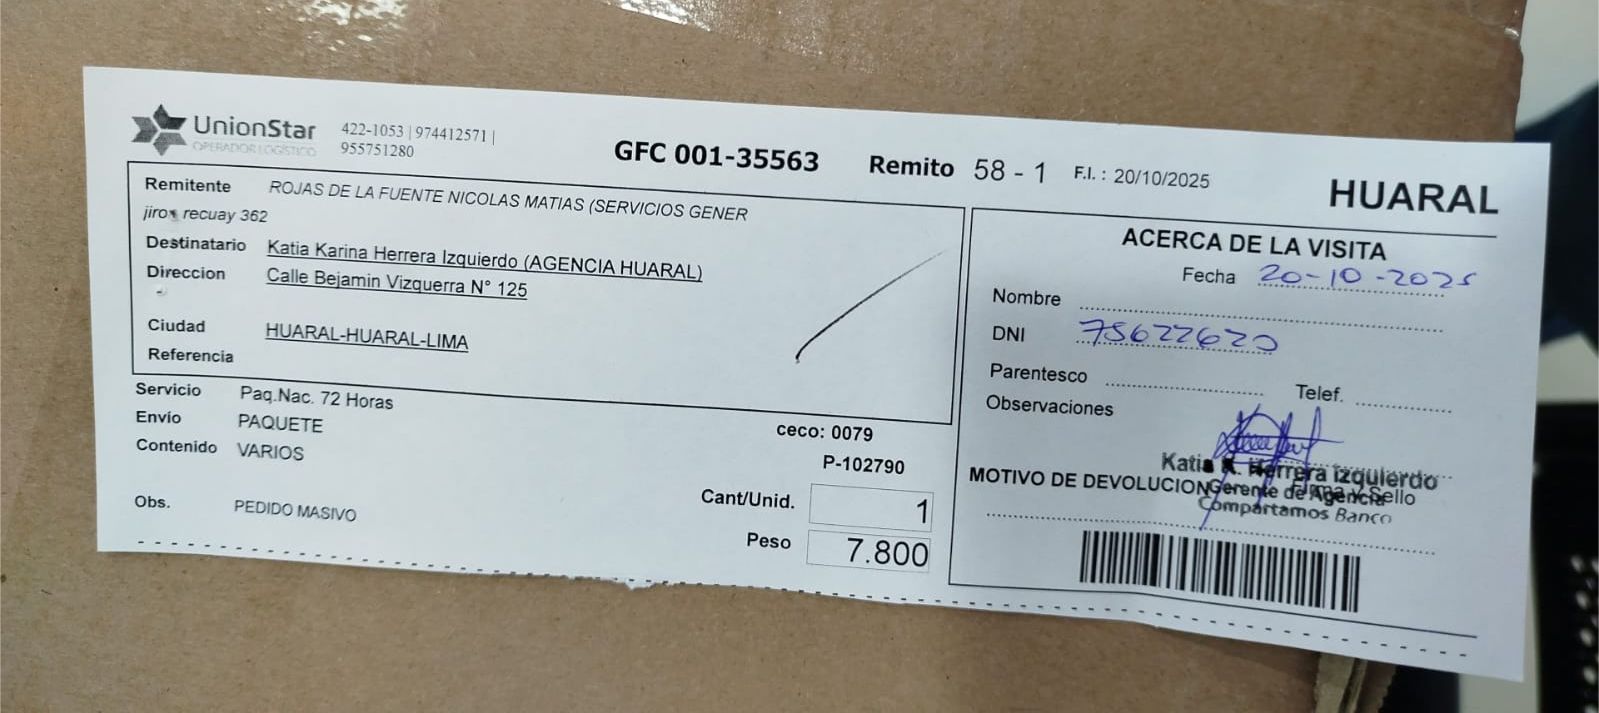 UnionStar
OPERADOR LOGÍSTICO
422-1053 | 974412571 |
955751280
GFC 001-35563
Remito 58 - 1
F.I. : 20/10/2025
HUARAL
Remitente ROJAS DE LA FUENTE NICOLAS MATIAS (SERVICIOS GENER
jiron recuay 362
Destinatario Katia Karina Herrera Izquierdo (AGENCIA HUARAL)
Direccion Calle Bejamin Vizquerra N° 125
Ciudad HUARAL-HUARAL-LIMA
Referencia
Servicio Paq.Nac. 72 Horas
Envío PAQUETE
Contenido VARIOS
Obs. PEDIDO MASIVO
ceco: 0079
P-102790
Cant/Unid. 1
Peso 7.800
ACERCA DE LA VISITA
Fecha 20-10-2025
Nombre
DNI 75622620
Parentesco
Telef.
Observaciones
Katia K. Herrera Izquierdo
MOTIVO DE DEVOLUCION
Firma y Sello
Gerente de Agencia
Compartamos Banco